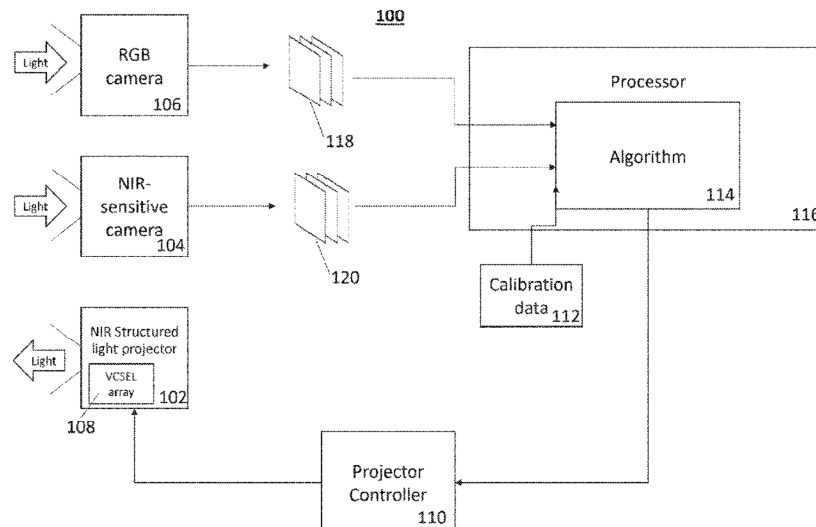 100
Light
RGB
camera
106
118
Processor
Algorithm
114
116
Light
NIR-
sensitive
camera
104
120
Calibration
data
112
Light
NIR Structured
light projector
VCSEL
array
102
108
Projector
Controller
110